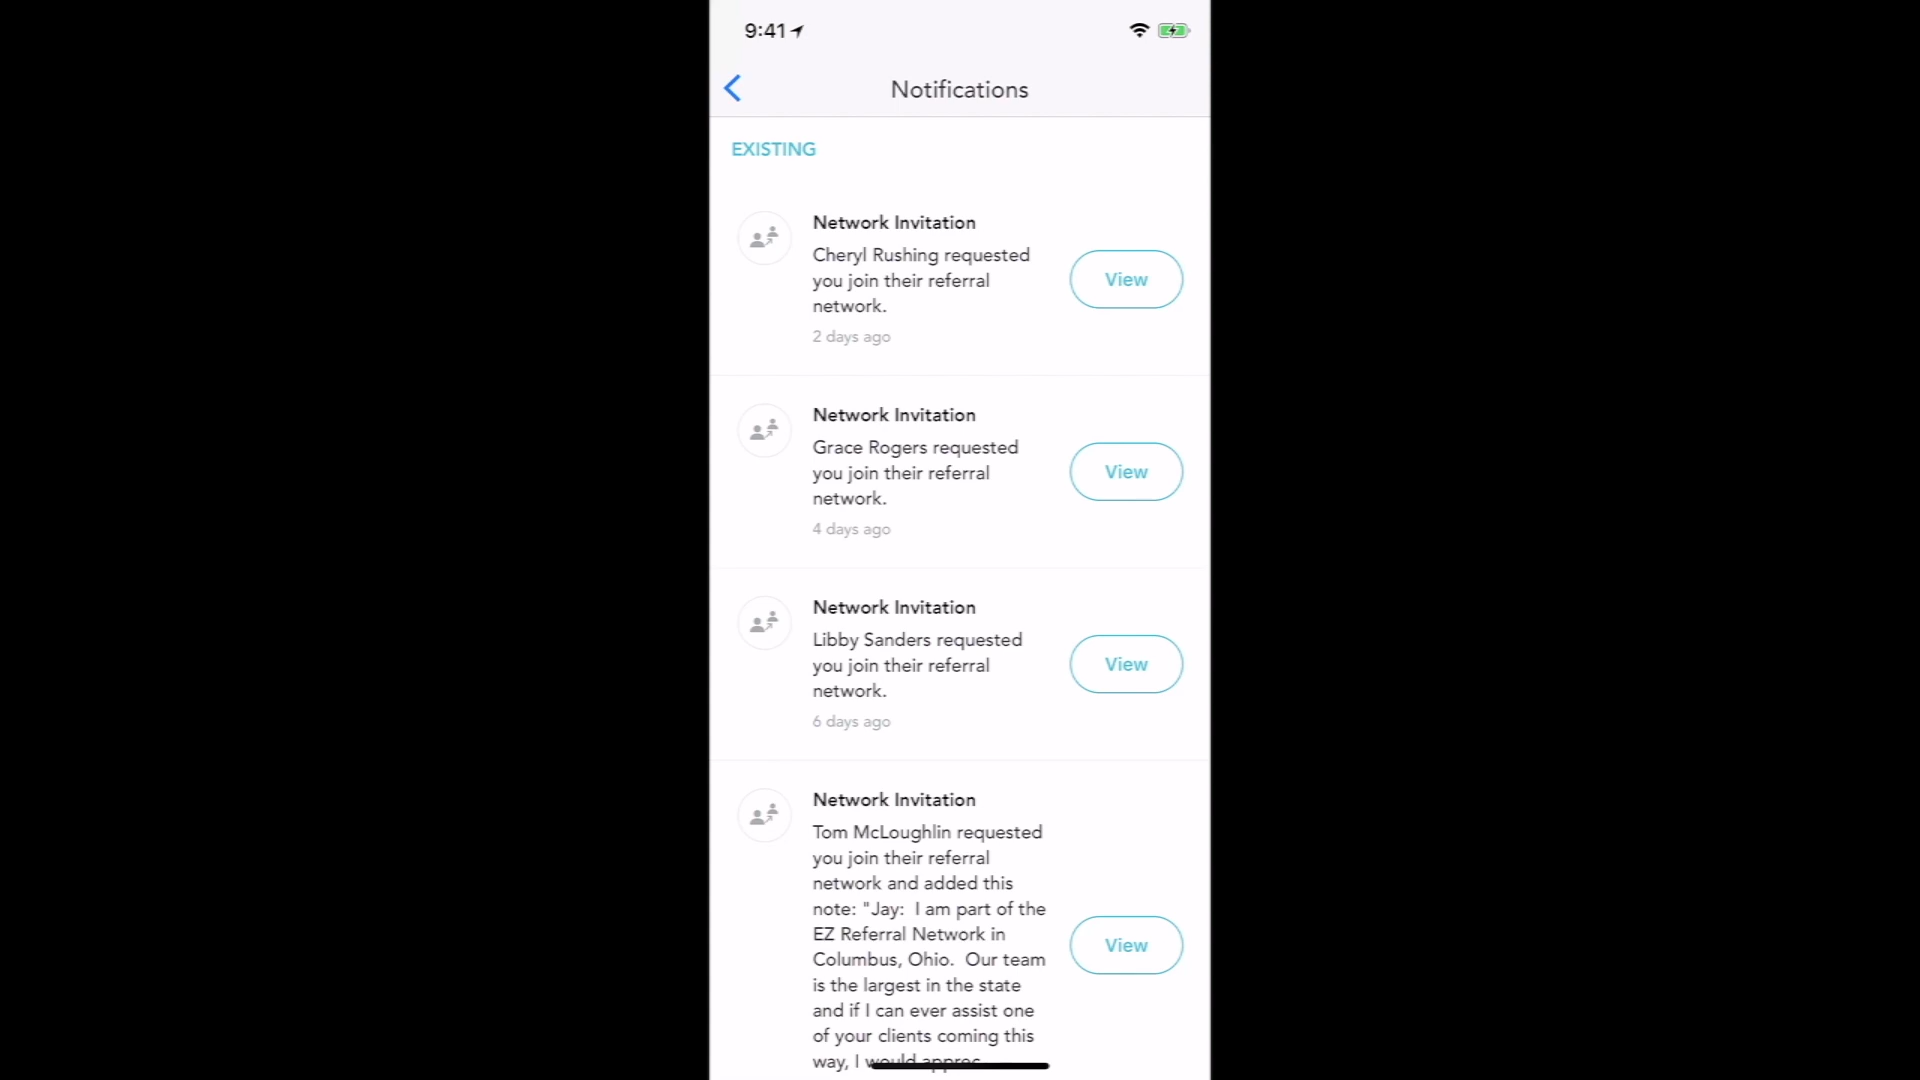 9:41
Notifications
EXISTING
Network Invitation
Cheryl Rushing requested
you join their referral
network.
2 days ago
View
Network Invitation
Grace Rogers requested
you join their referral
network.
4 days ago
View
Network Invitation
Libby Sanders requested
you join their referral
network.
6 days ago
View
Network Invitation
Tom McLoughlin requested
you join their referral
network and added this
note: "Jay:  I am part of the
EZ Referral Network in
Columbus, Ohio.  Our team
is the largest in the state
and if I can ever assist one
of your clients coming this
way, I would apprec
View